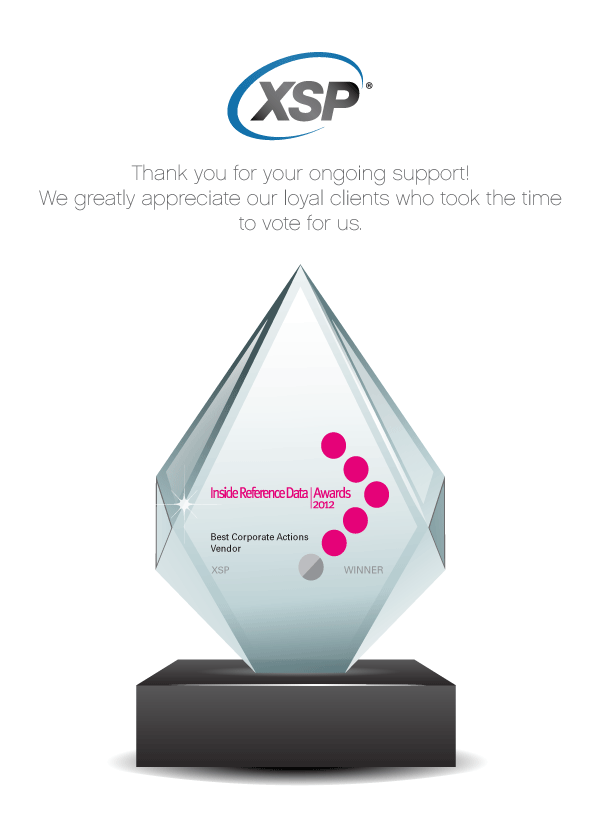 XSP®
Thank you for your ongoing support!
We greatly appreciate our loyal clients who took the time
to vote for us.
Inside Reference Data | Awards
2012
Best Corporate Actions
Vendor
XSP WINNER